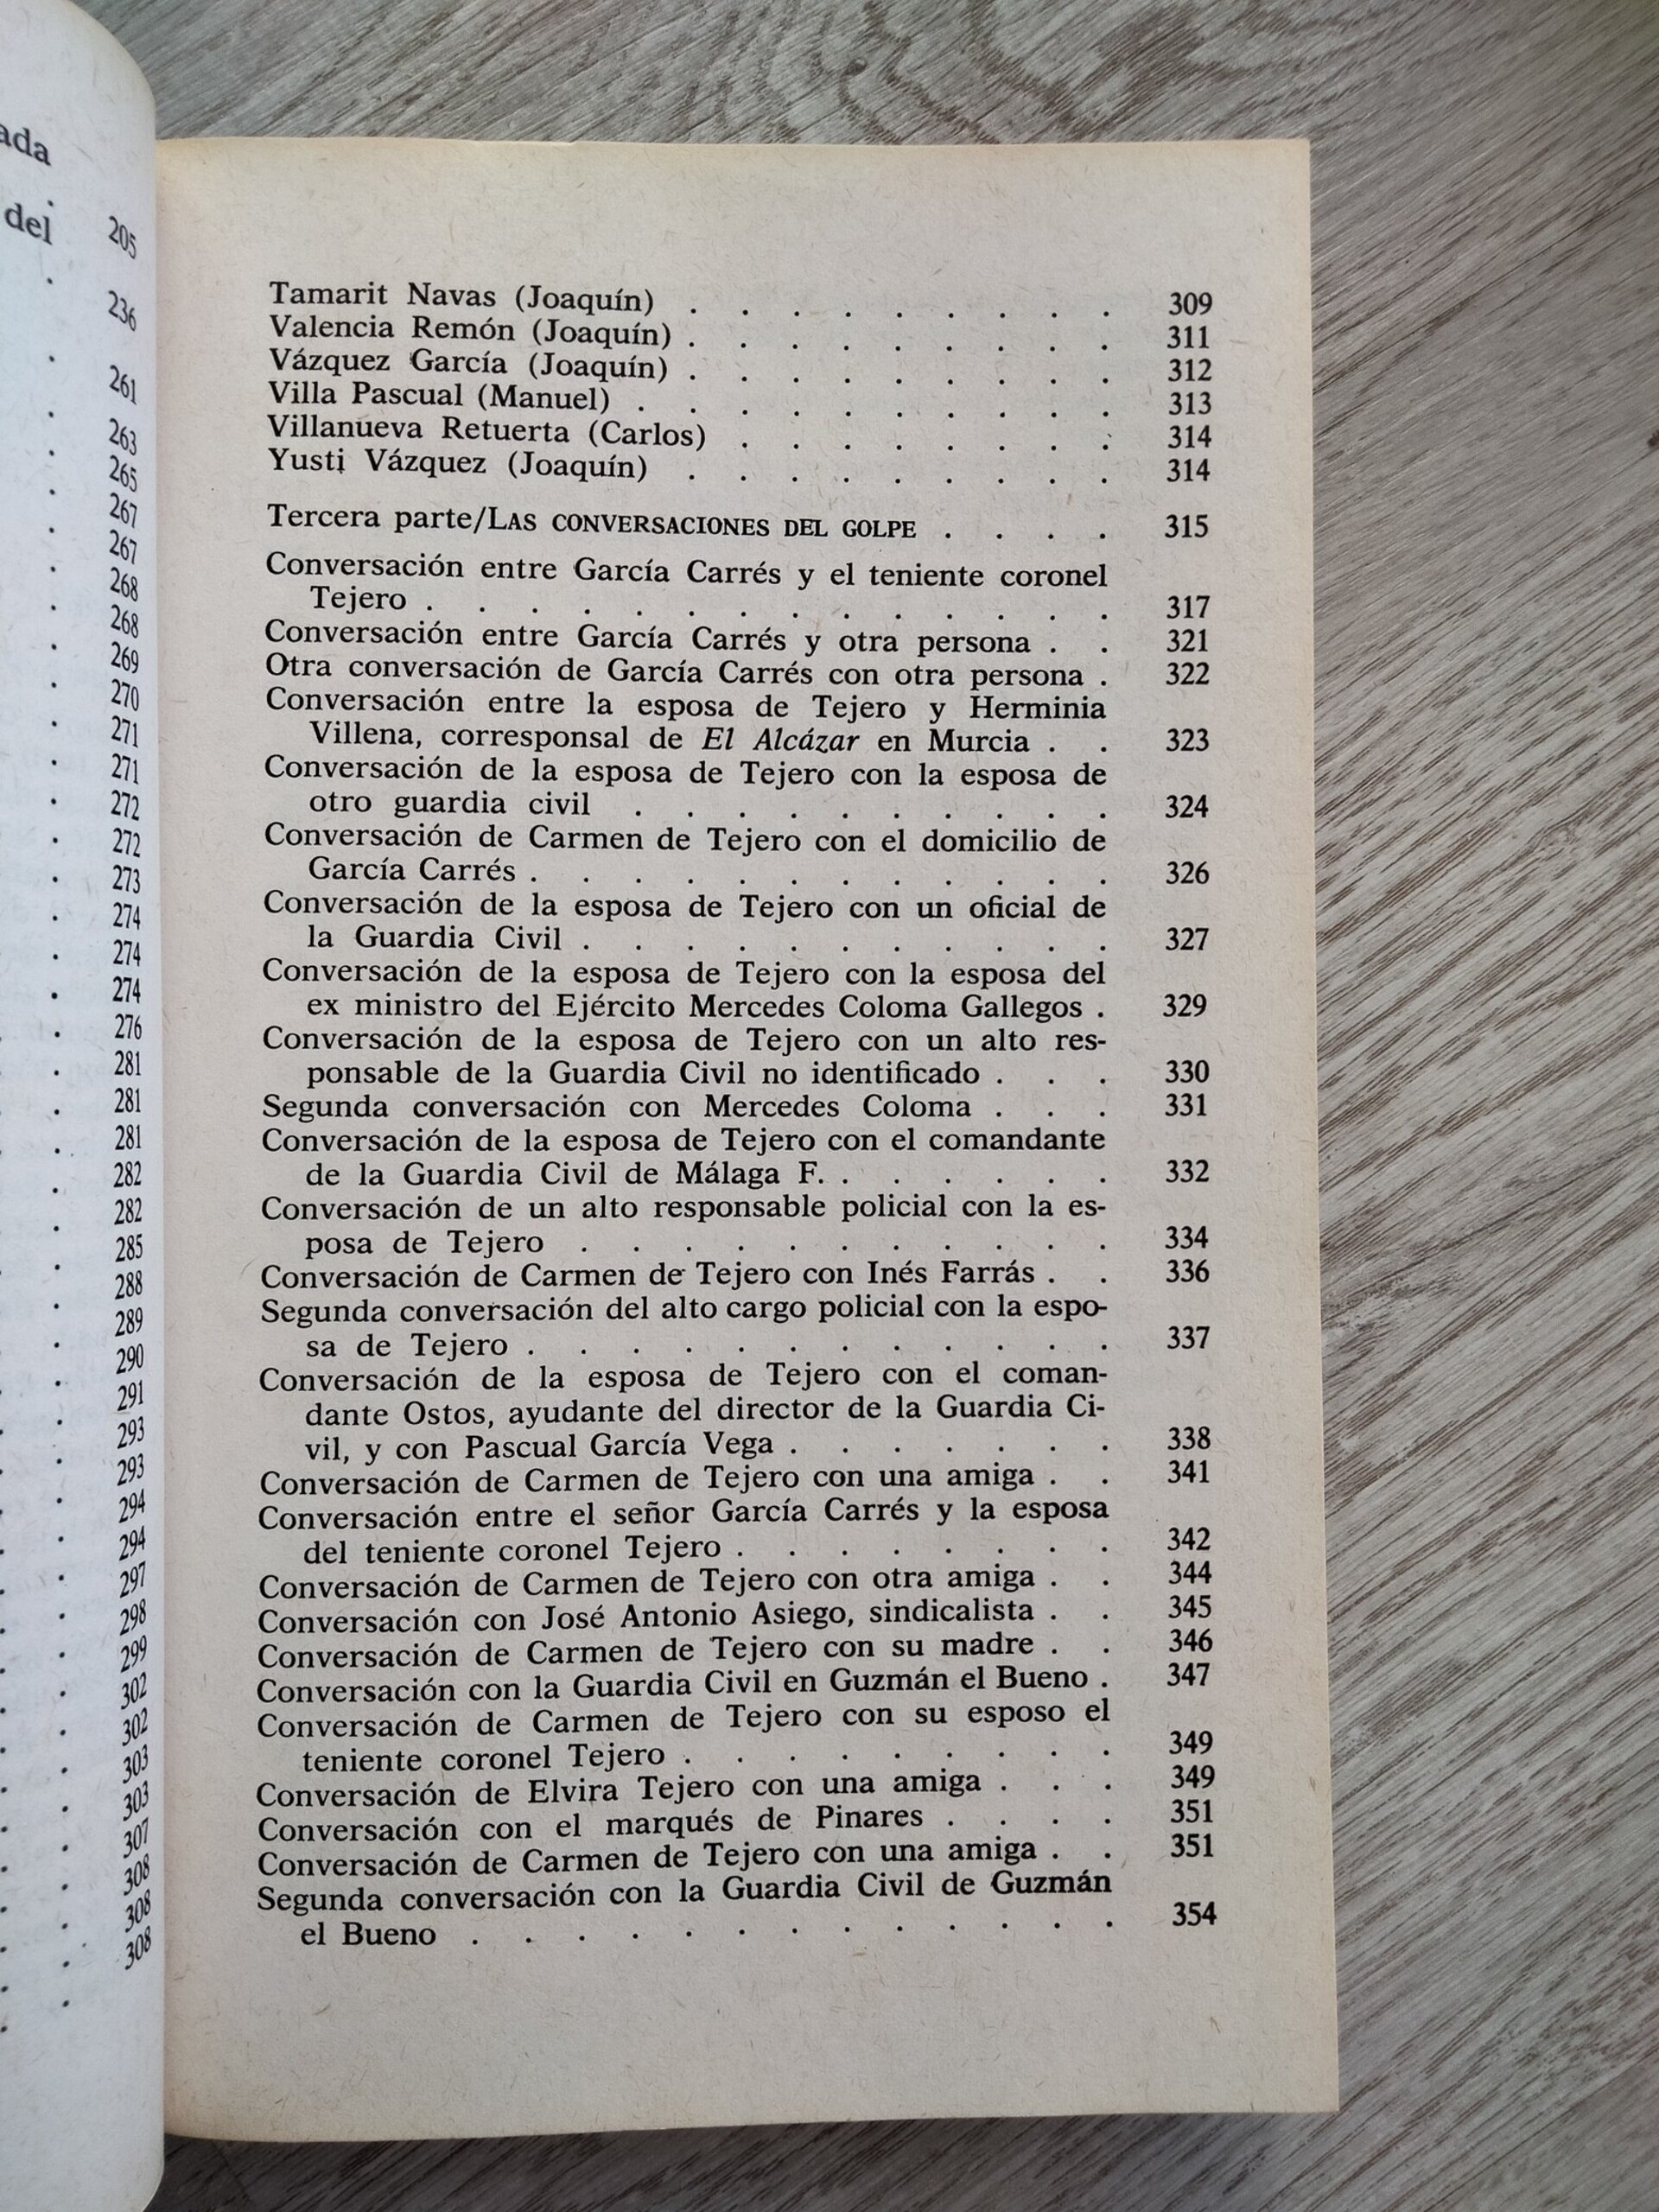 ada
del
205
236
261
263
265
267
267
268
268
269
270
271
271
272
272
273
274
274
274
276
281
281
281
282
282
285
288
289
290
291
293
293
294
294
297
298
299
302
302
303
303
307
308
308
308
Tamarit Navas (Joaquín) . . . . . . . . . 309
Valencia Remón (Joaquín) . . . . . . . . . 311
Vázquez García (Joaquín) . . . . . . . . . 312
Villa Pascual (Manuel) . . . . . . . . . . 313
Villanueva Retuerta (Carlos) . . . . . . . . 314
Yusti Vázquez (Joaquín) . . . . . . . . . 314
Tercera parte/LAS CONVERSACIONES DEL GOLPE . . . . 315
Conversación entre García Carrés y el teniente coronel
Tejero . . . . . . . . . . . . . . 317
Conversación entre García Carrés y otra persona . . 321
Otra conversación de García Carrés con otra persona . 322
Conversación entre la esposa de Tejero y Herminia
Villena, corresponsal de El Alcázar en Murcia . . 323
Conversación de la esposa de Tejero con la esposa de
otro guardia civil . . . . . . . . . . 324
Conversación de Carmen de Tejero con el domicilio de
García Carrés . . . . . . . . . . . . 326
Conversación de la esposa de Tejero con un oficial de
la Guardia Civil . . . . . . . . . . . 327
Conversación de la esposa de Tejero con la esposa del
ex ministro del Ejército Mercedes Coloma Gallegos . 329
Conversación de la esposa de Tejero con un alto res-
ponsable de la Guardia Civil no identificado . . . 330
Segunda conversación con Mercedes Coloma . . . 331
Conversación de la esposa de Tejero con el comandante
de la Guardia Civil de Málaga F. . . . . . . 332
Conversación de un alto responsable policial con la es-
posa de Tejero . . . . . . . . . . . 334
Conversación de Carmen de Tejero con Inés Farrás . . 336
Segunda conversación del alto cargo policial con la espo-
sa de Tejero . . . . . . . . . . . . 337
Conversación de la esposa de Tejero con el coman-
dante Ostos, ayudante del director de la Guardia Ci-
vil, y con Pascual García Vega . . . . . . . 338
Conversación de Carmen de Tejero con una amiga . . 341
Conversación entre el señor García Carrés y la esposa
del teniente coronel Tejero . . . . . . . . 342
Conversación de Carmen de Tejero con otra amiga . . 344
Conversación con José Antonio Asiego, sindicalista . . 345
Conversación de Carmen de Tejero con su madre . . 346
Conversación con la Guardia Civil en Guzmán el Bueno . 347
Conversación de Carmen de Tejero con su esposo el
teniente coronel Tejero . . . . . . . . . 349
Conversación de Elvira Tejero con una amiga . . . 349
Conversación con el marqués de Pinares . . . . 351
Conversación de Carmen de Tejero con una amiga . . 351
Segunda conversación con la Guardia Civil de Guzmán
el Bueno . . . . . . . . . . . . . 354